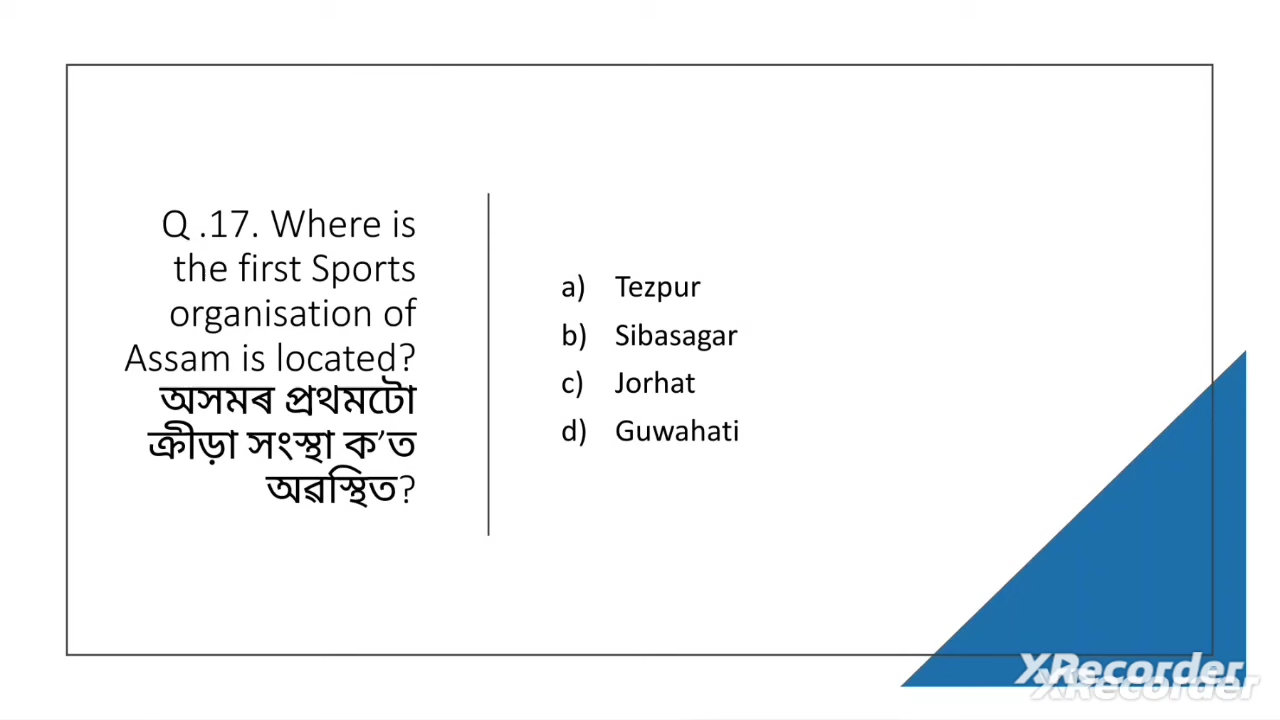 Q .17. Where is
the first Sports
organisation of
Assam is located?
অসমৰ প্ৰথমটো
ক্ৰীড়া সংস্থা ক’ত
অৱস্থিত?
a) Tezpur
b) Sibasagar
c) Jorhat
d) Guwahati
XRecorder
XRecorder